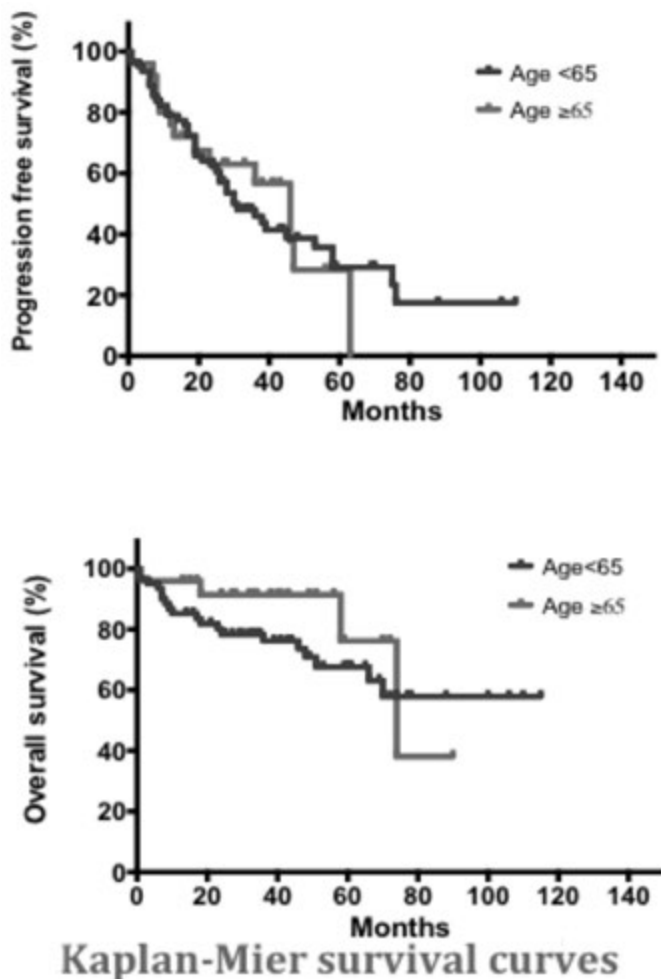 Progression free survival (%)
100
80
60
40
20
0
Age <65
Age ≥65
0 20 40 60 80 100 120 140
Months
Overall survival (%)
100
80
60
40
20
0
Age<65
Age ≥65
0 20 40 60 80 100 120 140
Months
Kaplan-Mier survival curves